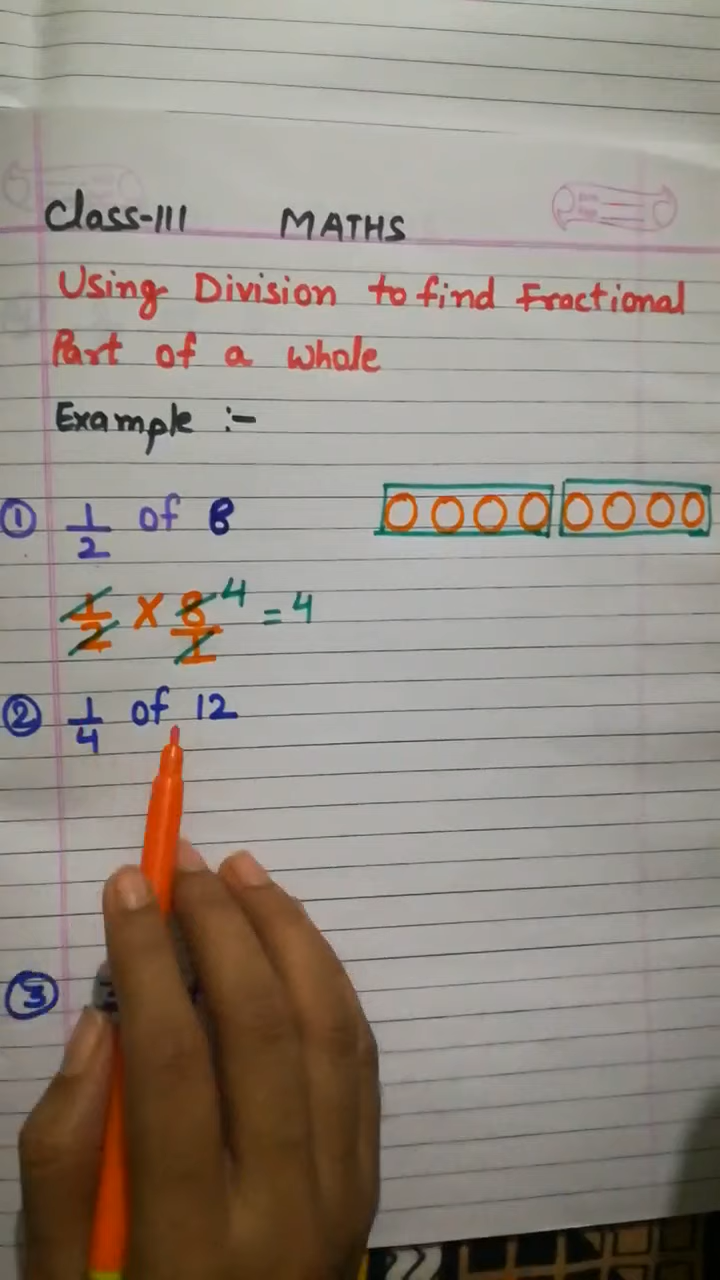 Class-III MATHS
Using Division to find Fractional
Part of a whole
Example :-
① 1/2 of 8
1/2 X 8/1 4 = 4
② 1/4 of 12
③